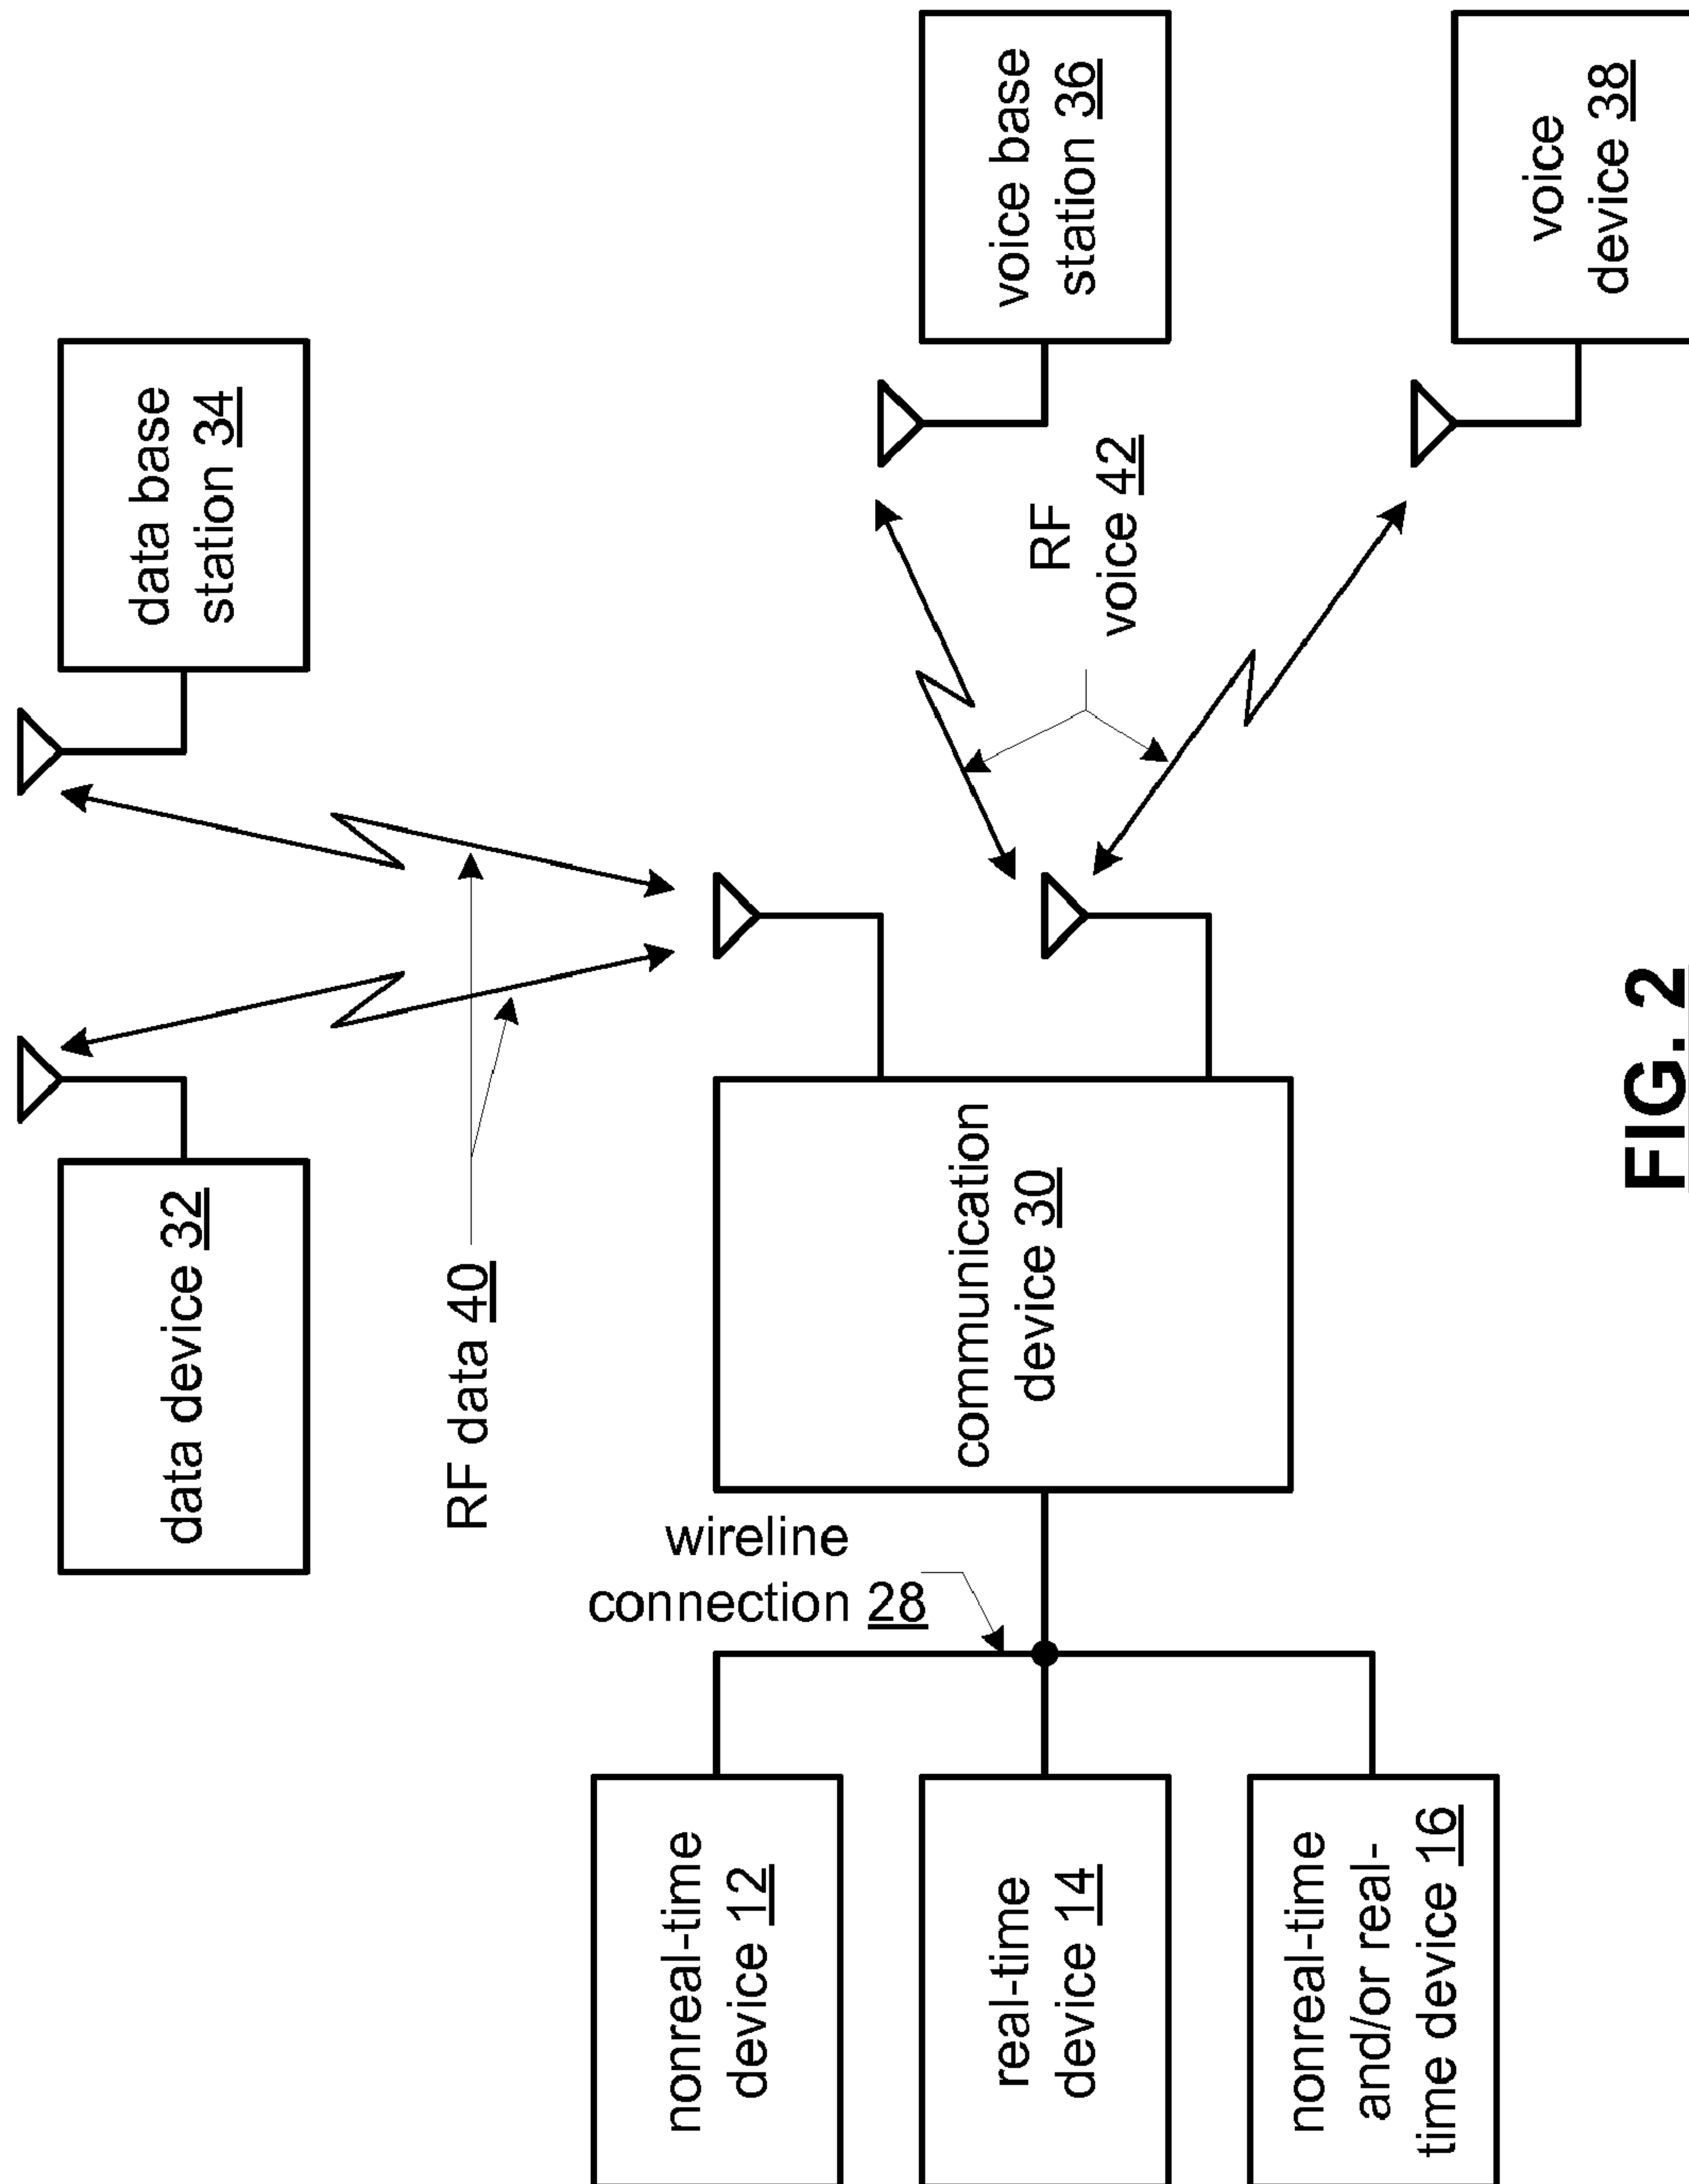 data device 32
data base
station 34
RF data 40
wireline
connection 28
communication
device 30
RF
voice 42
voice base
station 36
voice
device 38
nonreal-time
device 12
real-time
device 14
nonreal-time
and/or real-
time device 16
FIG. 2